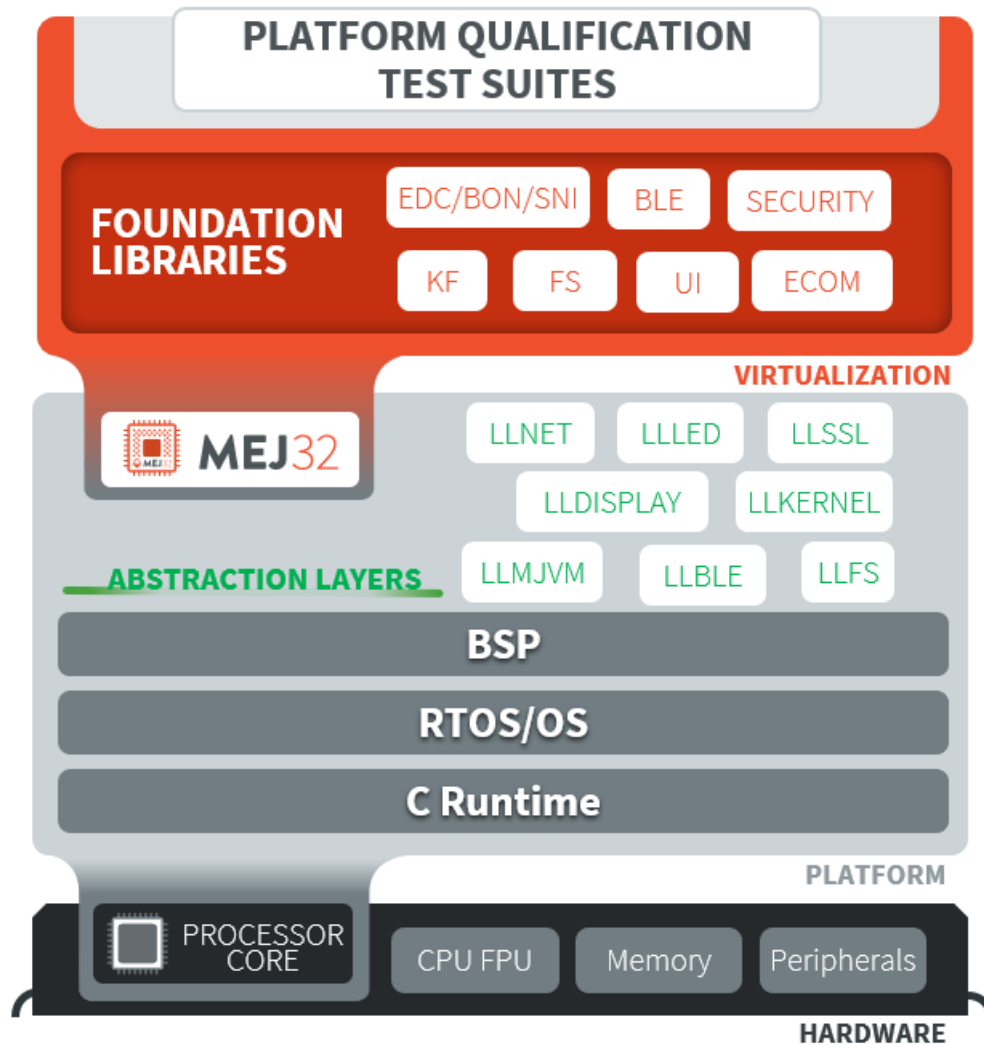 PLATFORM QUALIFICATION
TEST SUITES
FOUNDATION
LIBRARIES
EDC/BON/SNI
BLE
SECURITY
KF
FS
UI
ECOM
VIRTUALIZATION
MEJ32
MEJ32
LLNET
LLLED
LLSSL
LLDISPLAY
LLKERNEL
ABSTRACTION LAYERS
LLMJVM
LLBLE
LLFS
BSP
RTOS/OS
C Runtime
PLATFORM
PROCESSOR
CORE
CPU FPU
Memory
Peripherals
HARDWARE